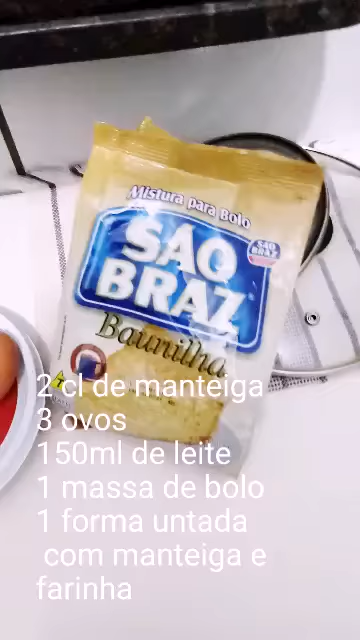 Mistura para Bolo
SÃO
BRAZ
SÃO
BRAZ
Baunilha
T
2 cl de manteiga
3 ovos
150ml de leite
1 massa de bolo
1 forma untada
com manteiga e
farinha